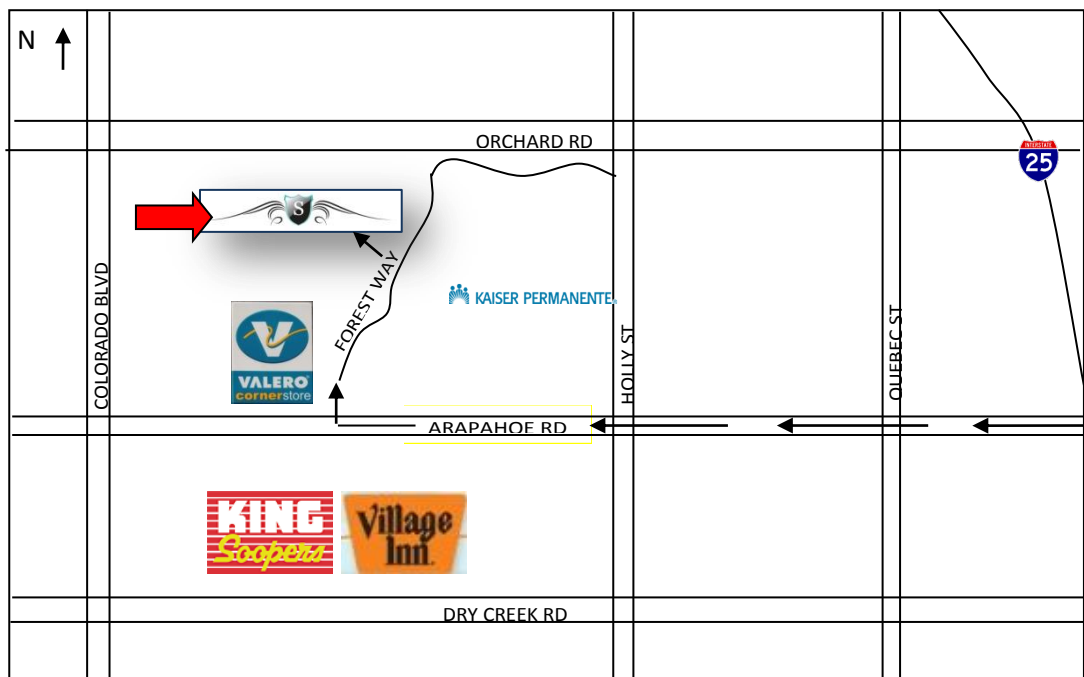 N
ORCHARD RD
INTERSTATE
25
S
COLORADO BLVD
FOREST WAY
KAISER PERMANENTE®
HOLLY ST
QUEBEC ST
V
VALERO
cornerstore
ARAPAHOE RD
KING
Soopers
Village
Inn.
DRY CREEK RD